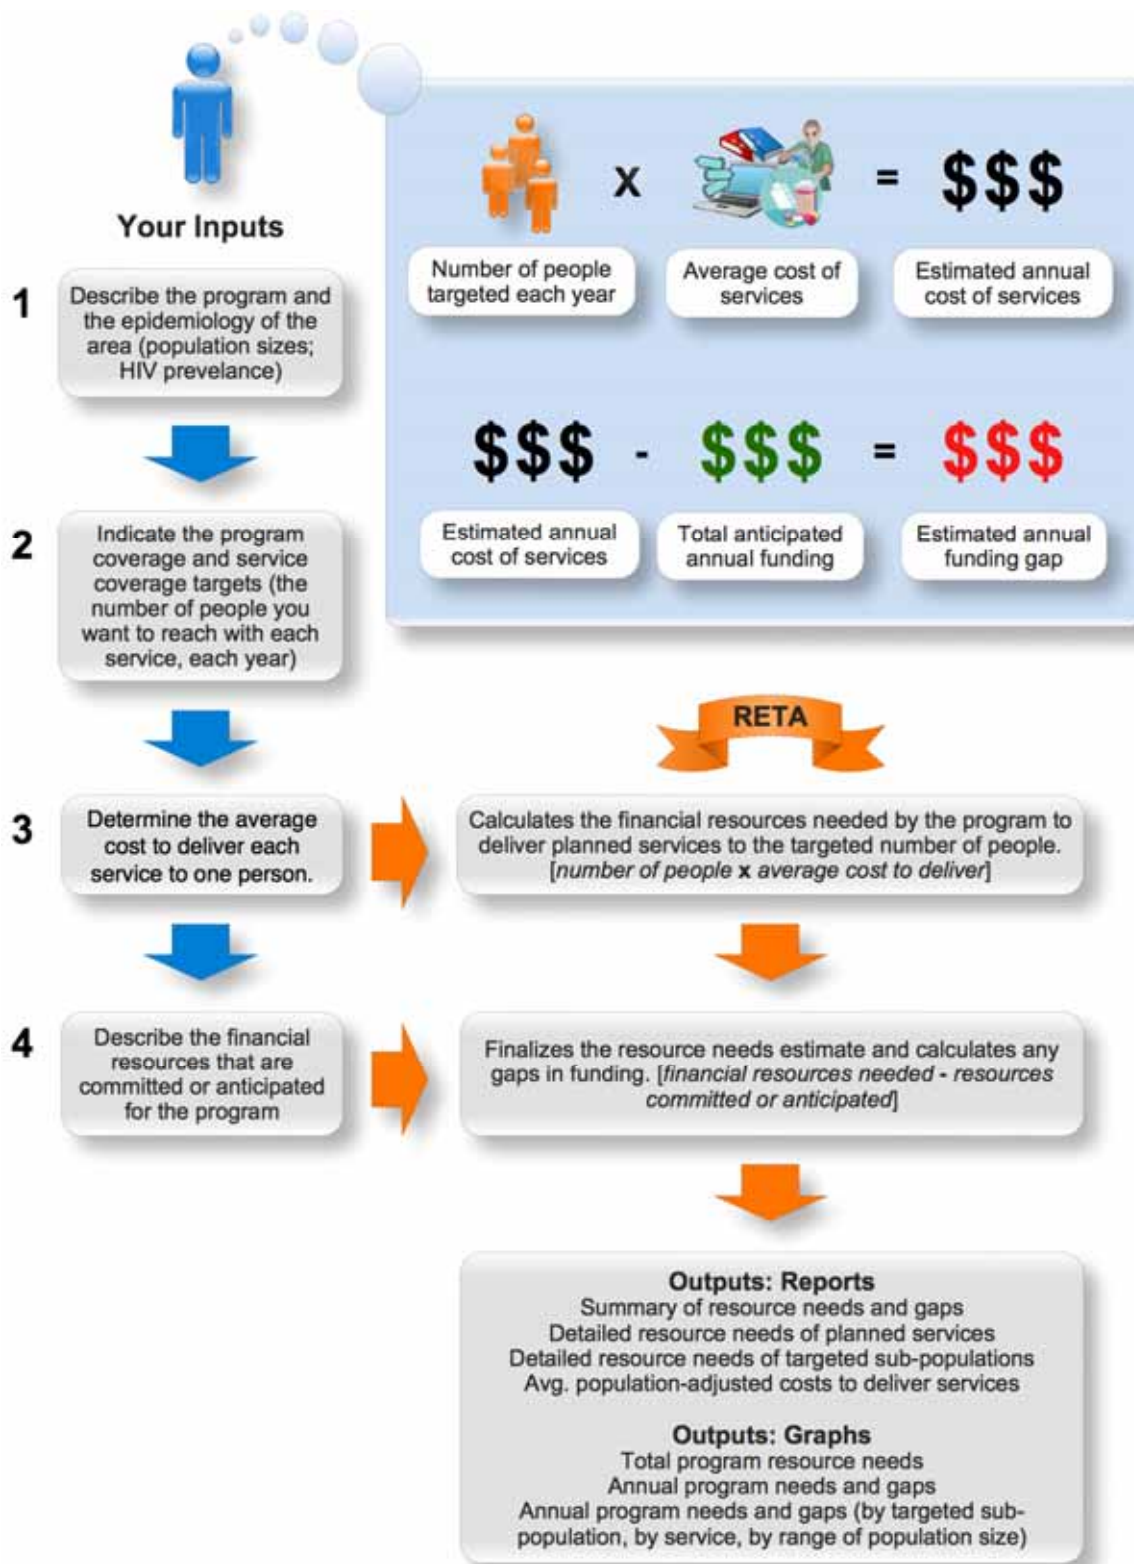 Your Inputs
1
Describe the program and
the epidemiology of the
area (population sizes;
HIV prevelance)
2
Indicate the program
coverage and service
coverage targets (the
number of people you
want to reach with each
service, each year)
3
Determine the average
cost to deliver each
service to one person.
4
Describe the financial
resources that are
committed or anticipated
for the program
X
=
$$$
Number of people
targeted each year
Average cost of
services
Estimated annual
cost of services
$$$ - $$$ = $$$
Estimated annual
cost of services
Total anticipated
annual funding
Estimated annual
funding gap
RETA
Calculates the financial resources needed by the program to
deliver planned services to the targeted number of people.
[number of people x average cost to deliver]
Finalizes the resource needs estimate and calculates any
gaps in funding. [financial resources needed - resources
committed or anticipated]
Outputs: Reports
Summary of resource needs and gaps
Detailed resource needs of planned services
Detailed resource needs of targeted sub-populations
Avg. population-adjusted costs to deliver services
Outputs: Graphs
Total program resource needs
Annual program needs and gaps
Annual program needs and gaps (by targeted sub-
population, by service, by range of population size)